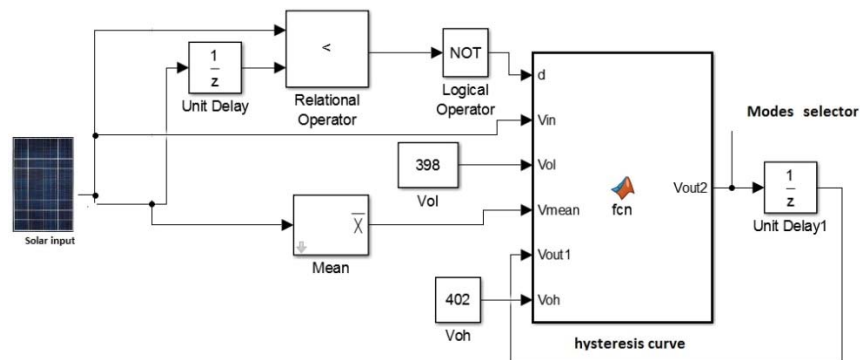 1
z
Unit Delay
<
Relational
Operator
NOT
Logical
Operator
Solar input
398
Vol
X
Mean
402
Voh
d
Vin
Vol
Vmean
Vout1
Voh
fcn
Vout2
hysteresis curve
Modes selector
1
z
Unit Delay1